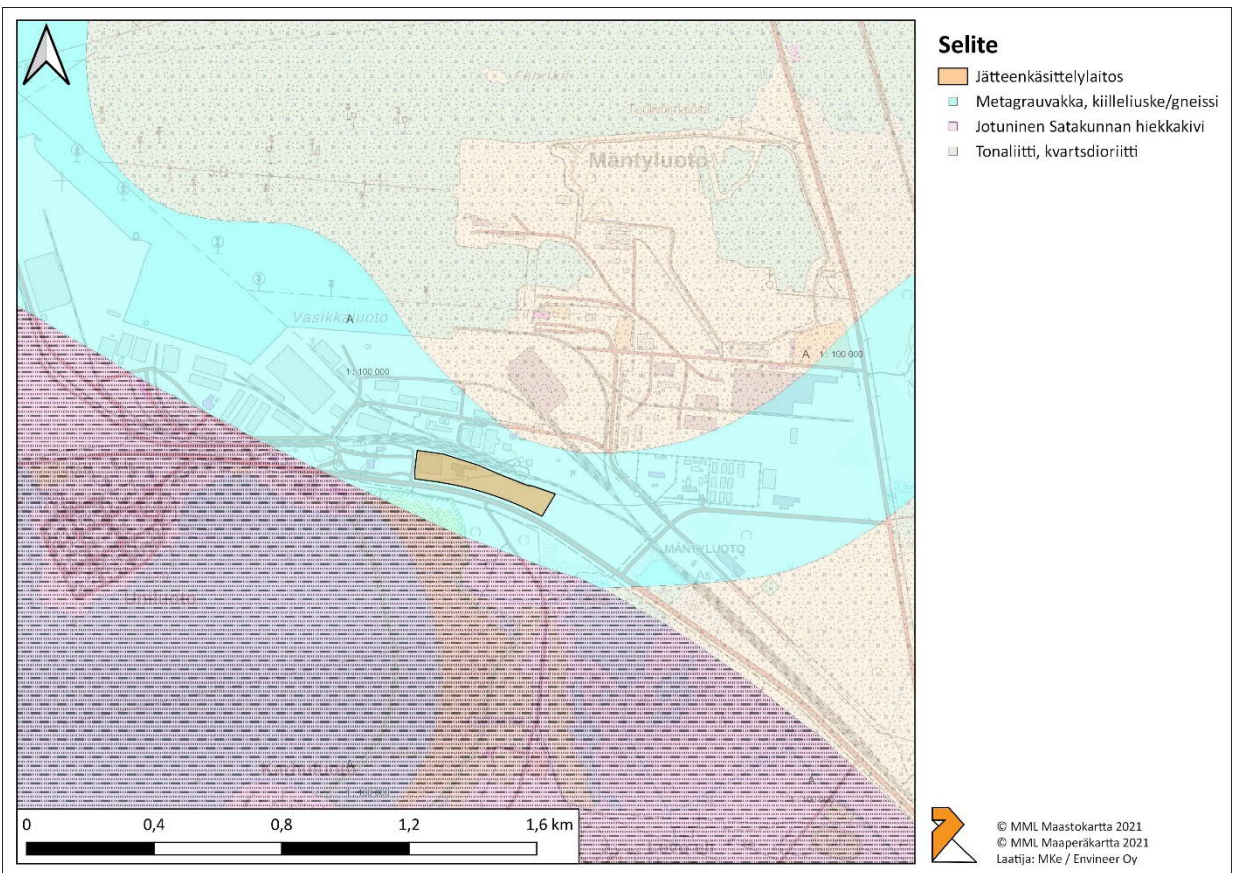 Selite
Jätteenkäsittelylaitos
Metagrauvakka, kiilleliuske/gneissi
Jotuninen Satakunnan hiekkakivi
Tonaliitti, kvartsdioriitti
Mäntyluoto
Vasikkaluoto
A
1 : 100 000
A 1 : 100 000
MÄNTYLUOTO
As
0 0,4 0,8 1,2 1,6 km
© MML Maastokartta 2021
© MML Maaperäkartta 2021
Laatija: MKe / Envineer Oy